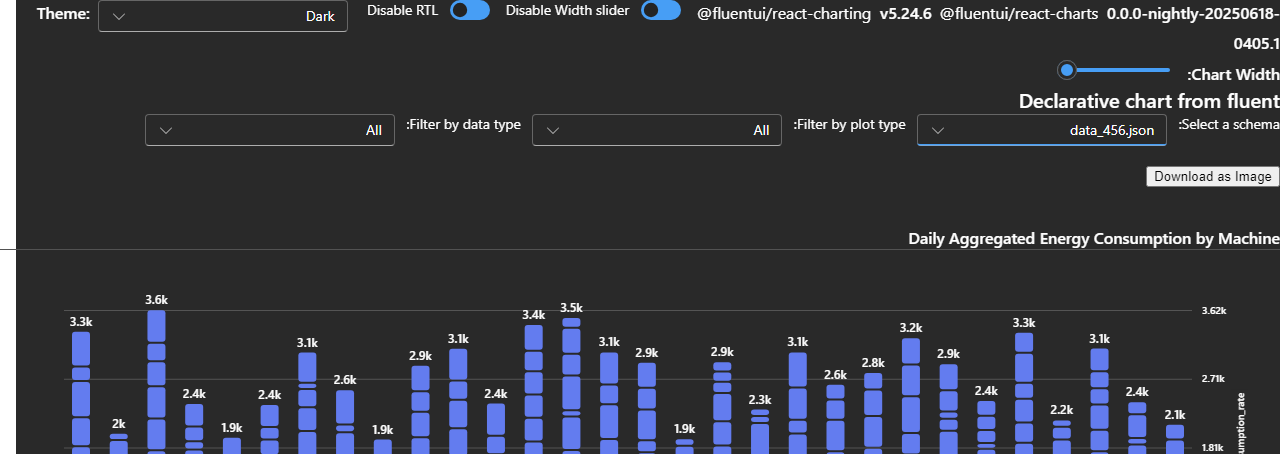 Theme:
Dark
Disable RTL
Disable Width slider
@fluentui/react-charting v5.24.6 @fluentui/react-charts 0.0.0-nightly-20250618-
0405.1
:Chart Width
Declarative chart from fluent
:Select a schema
data_456.json
:Filter by plot type
All
:Filter by data type
All
Download as Image
Daily Aggregated Energy Consumption by Machine
3.3k
2k
3.6k
2.4k
1.9k
2.4k
3.1k
2.6k
1.9k
2.9k
3.1k
2.4k
3.4k
3.5k
3.1k
2.9k
1.9k
2.9k
2.3k
3.1k
2.6k
2.8k
3.2k
2.9k
2.4k
3.3k
2.2k
3.1k
2.4k
2.1k
3.62k
2.71k
1.81k
sumption_rate